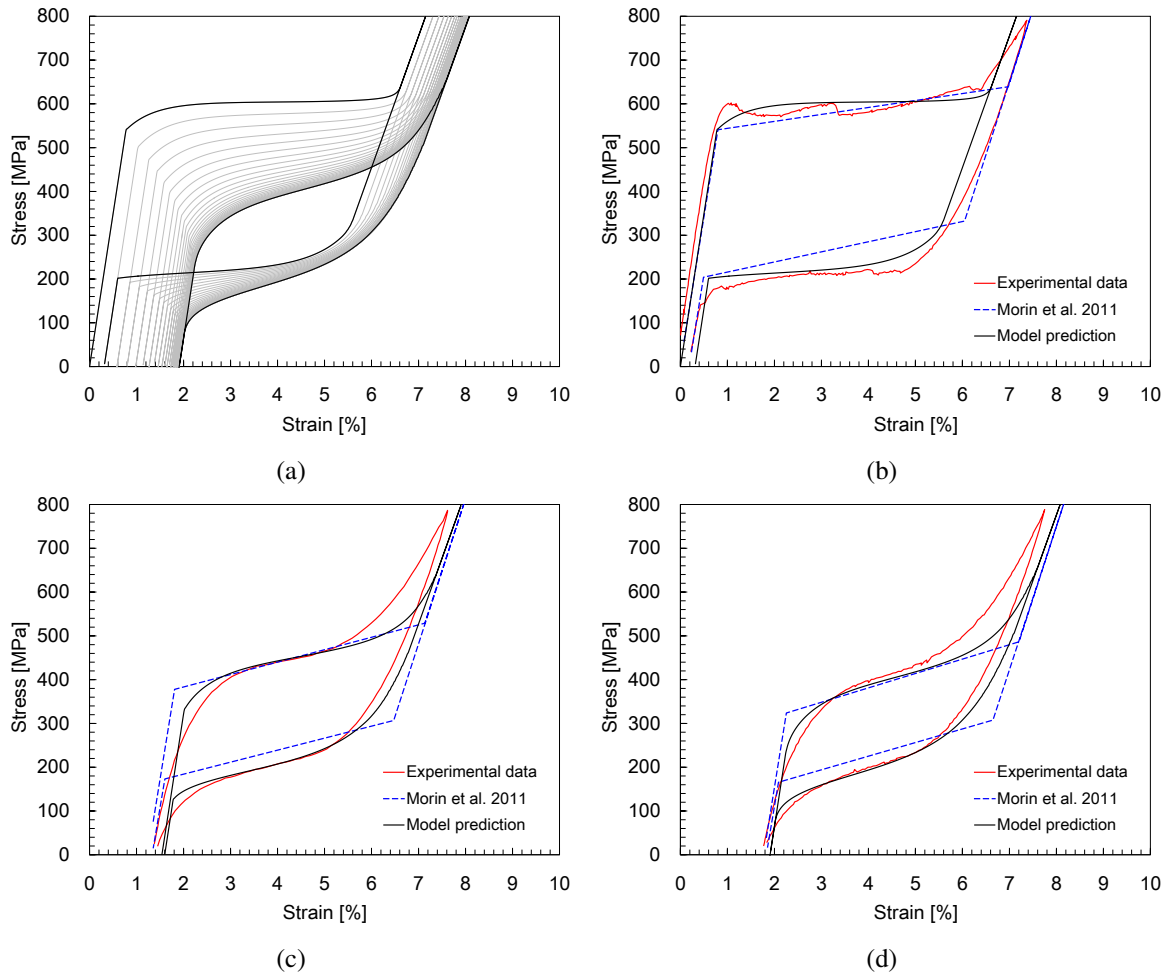 800
700
600
500
400
300
200
100
0
Stress [MPa]
0 1 2 3 4 5 6 7 8 9 10
Strain [%]
(a)
800
700
600
500
400
300
200
100
0
Stress [MPa]
Experimental data
Morin et al. 2011
Model prediction
0 1 2 3 4 5 6 7 8 9 10
Strain [%]
(b)
800
700
600
500
400
300
200
100
0
Stress [MPa]
Experimental data
Morin et al. 2011
Model prediction
0 1 2 3 4 5 6 7 8 9 10
Strain [%]
(c)
800
700
600
500
400
300
200
100
0
Stress [MPa]
Experimental data
Morin et al. 2011
Model prediction
0 1 2 3 4 5 6 7 8 9 10
Strain [%]
(d)